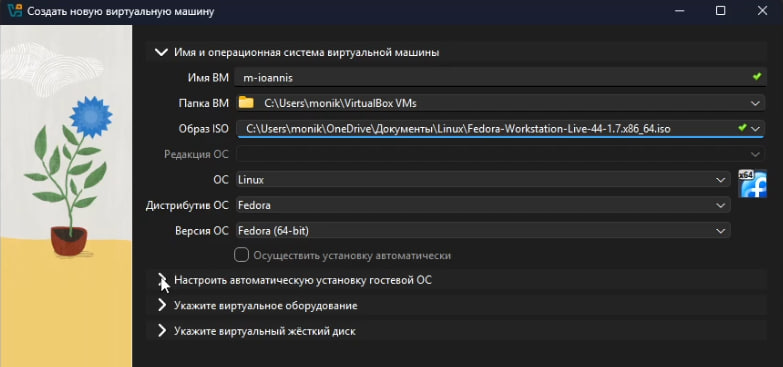 Создать новую виртуальную машину
Имя и операционная система виртуальной машины
Имя ВМ m-ioannis
Папка ВМ C:\Users\monik\VirtualBox VMs
Образ ISO C:\Users\monik\OneDrive\Документы\Linux\Fedora-Workstation-Live-44-1.7.x86_64.iso
Редакция ОС
ОС Linux
x64
Дистрибутив ОС Fedora
Версия ОС Fedora (64-bit)
Осуществить установку автоматически
Настроить автоматическую установку гостевой ОС
Укажите виртуальное оборудование
Укажите виртуальный жёсткий диск